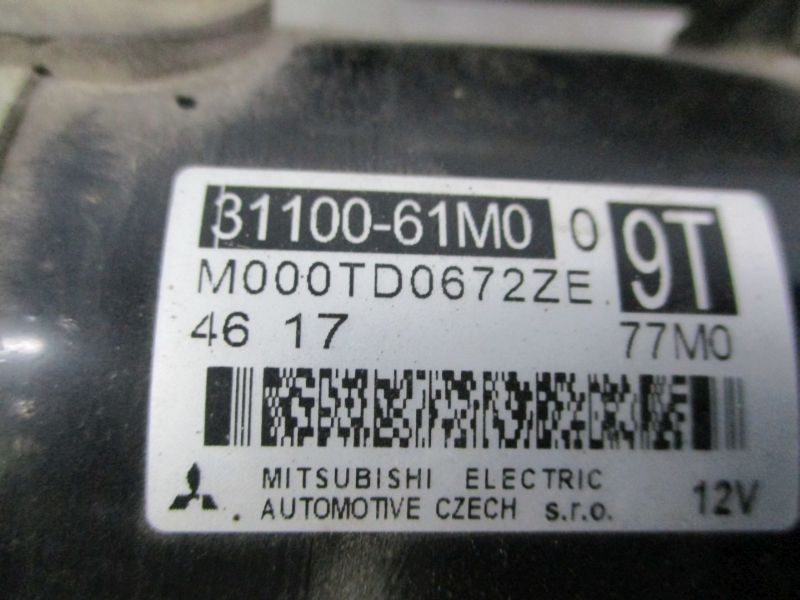 31100-61M0 0 9T
M000TD0672ZE
46 17 77M0
MITSUBISHI ELECTRIC
AUTOMOTIVE CZECH s.r.o. 12V